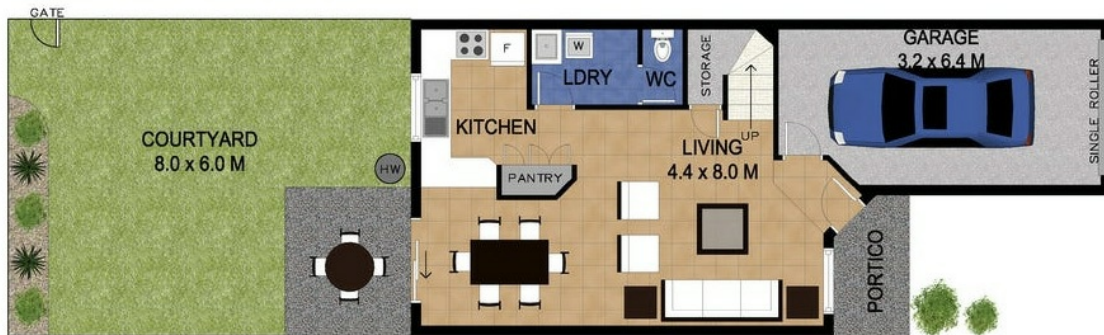 GATE
COURTYARD
8.0 x 6.0 M
HW
F
KITCHEN
PANTRY
W
LDRY
WC
STORAGE
UP
LIVING
4.4 x 8.0 M
GARAGE
3.2 x 6.4 M
SINGLE ROLLER
PORTICO